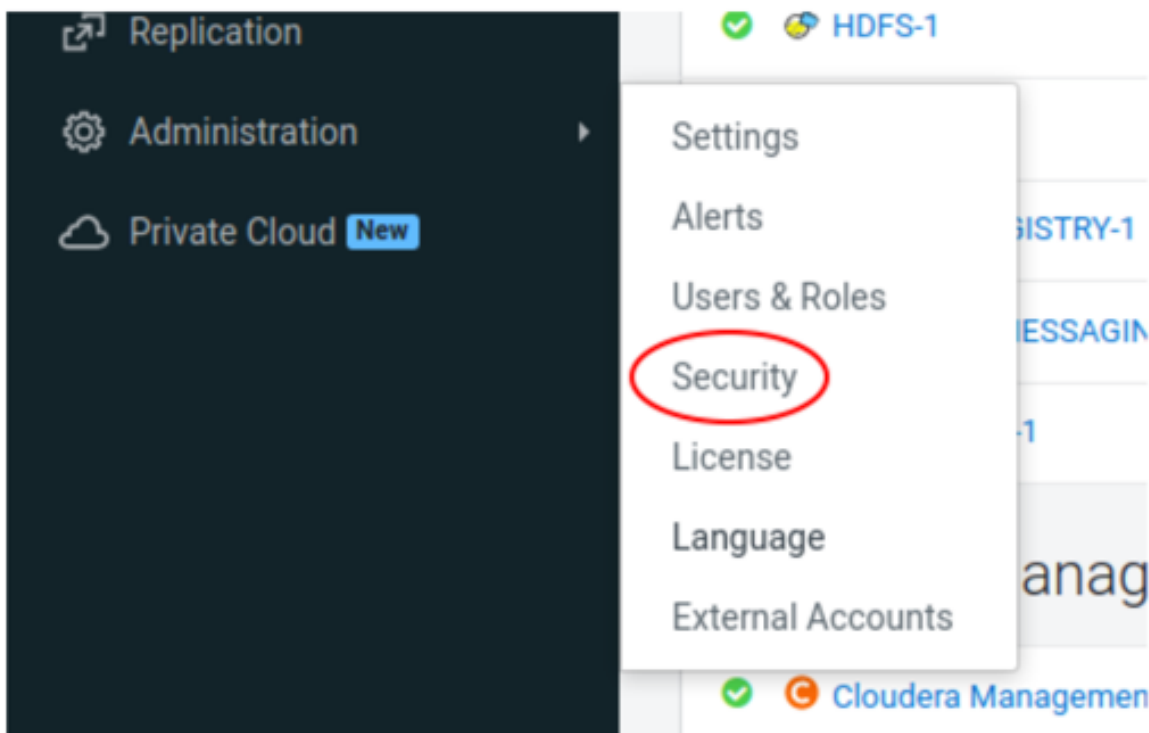 Replication
Administration
Private Cloud New
Settings
Alerts
Users & Roles
Security
License
Language
External Accounts
HDFS-1
GISTRY-1
ESSAGIN
-1
anag
Cloudera Managemen